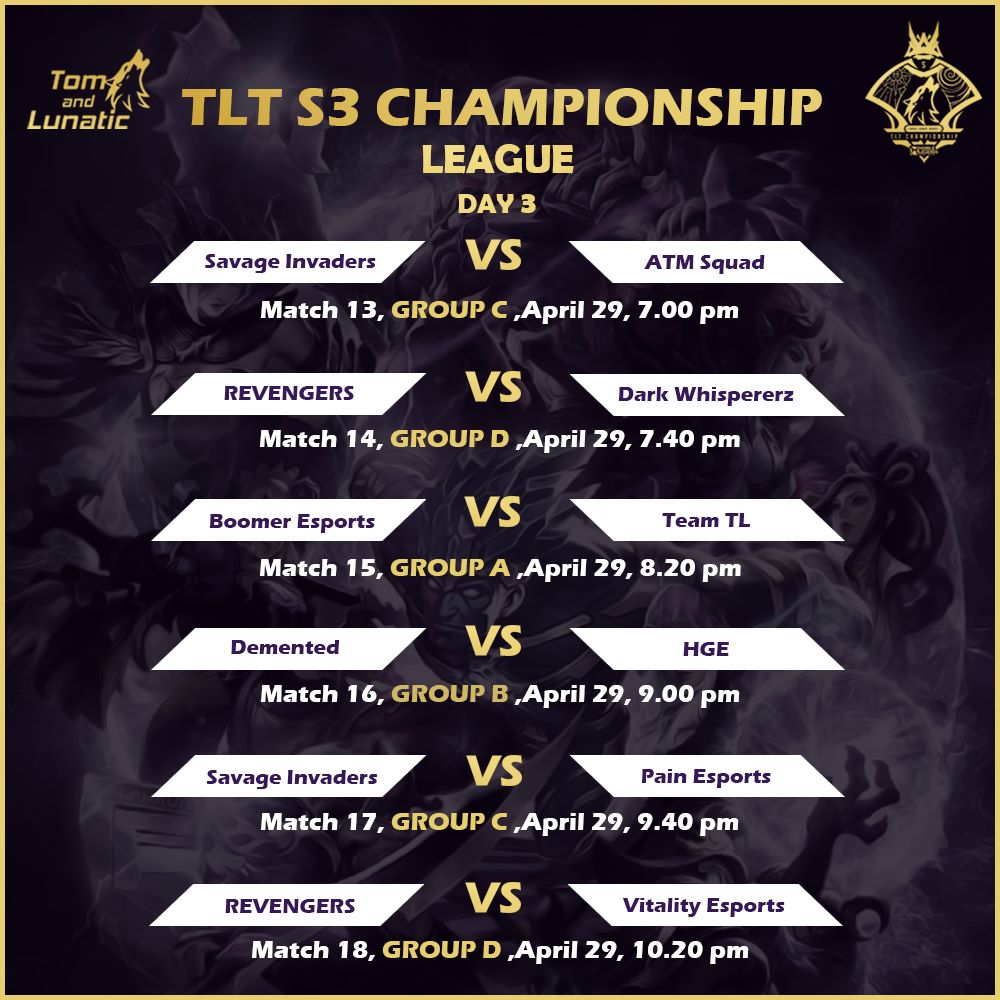 Tom
and
Lunatic
TLT S3 CHAMPIONSHIP
LEAGUE
DAY 3
S
TLT CHAMPIONSHIP
Savage Invaders VS ATM Squad
Match 13, GROUP C ,April 29, 7.00 pm
REVENGERS VS Dark Whispererz
Match 14, GROUP D ,April 29, 7.40 pm
Boomer Esports VS Team TL
Match 15, GROUP A ,April 29, 8.20 pm
Demented VS HGE
Match 16, GROUP B ,April 29, 9.00 pm
Savage Invaders VS Pain Esports
Match 17, GROUP C ,April 29, 9.40 pm
REVENGERS VS Vitality Esports
Match 18, GROUP D ,April 29, 10.20 pm